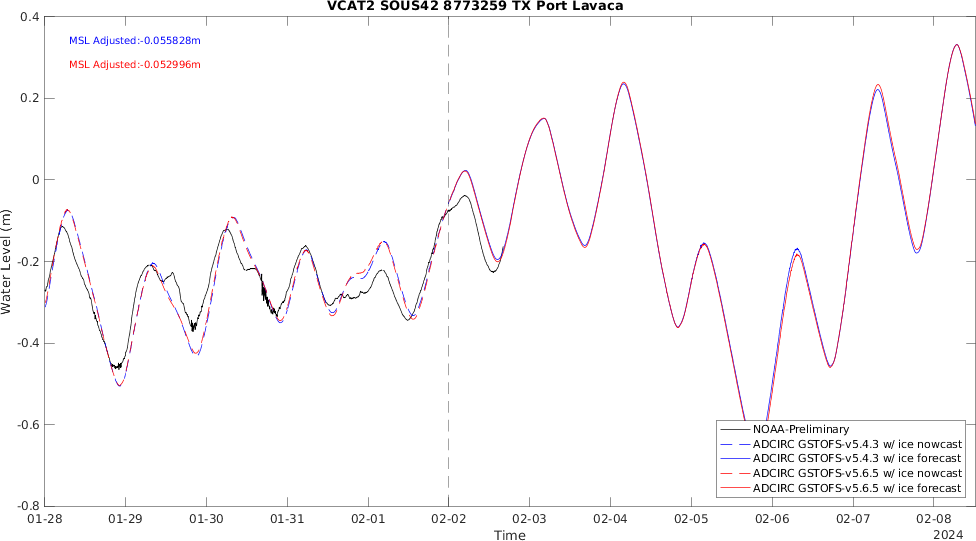 VCAT2 SOUS42 8773259 TX Port Lavaca
MSL Adjusted:-0.055828m
MSL Adjusted:-0.052996m
0.4
0.2
0
-0.2
-0.4
-0.6
-0.8
Water Level (m)
NOAA-Preliminary
ADCIRC GSTOFS-v5.4.3 w/ ice nowcast
ADCIRC GSTOFS-v5.4.3 w/ ice forecast
ADCIRC GSTOFS-v5.6.5 w/ ice nowcast
ADCIRC GSTOFS-v5.6.5 w/ ice forecast
01-28 01-29 01-30 01-31 02-01 02-02 02-03 02-04 02-05 02-06 02-07 02-08
Time
2024